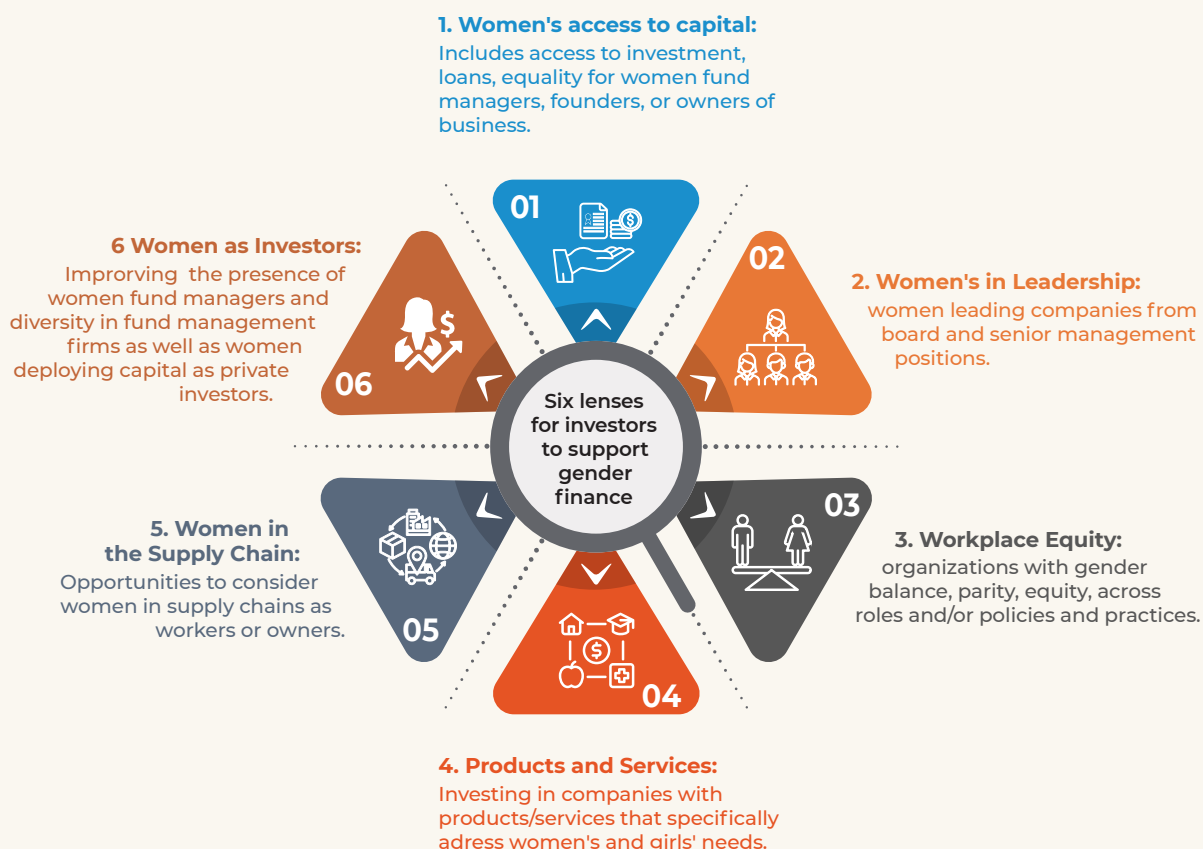 1. Women's access to capital:
Includes access to investment,
loans, equality for women fund
managers, founders, or owners of
business.
01
02
2. Women's in Leadership:
women leading companies from
board and senior management
positions.
03
3. Workplace Equity:
organizations with gender
balance, parity, equity, across
roles and/or policies and practices.
04
4. Products and Services:
Investing in companies with
products/services that specifically
adress women's and girls' needs.
05
5. Women in
the Supply Chain:
Opportunities to consider
women in supply chains as
workers or owners.
06
6 Women as Investors:
Improrving the presence of
women fund managers and
diversity in fund management
firms as well as women
deploying capital as private
investors.
Six lenses
for investors
to support
gender
finance
$
$
$